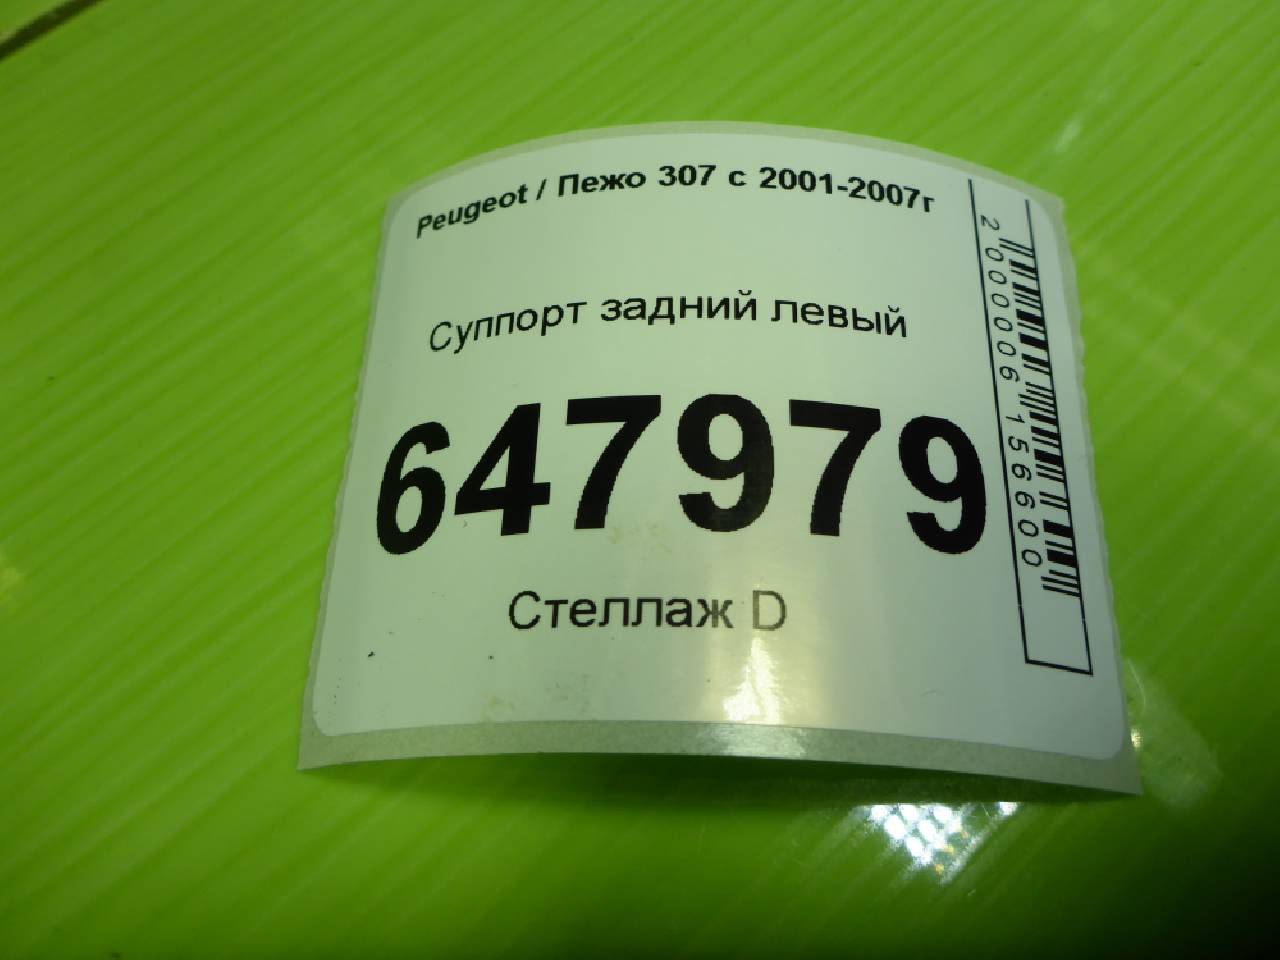 Peugeot / Пежо 307 с 2001-2007г
Суппорт задний левый
647979
Стеллаж D
2000006156600